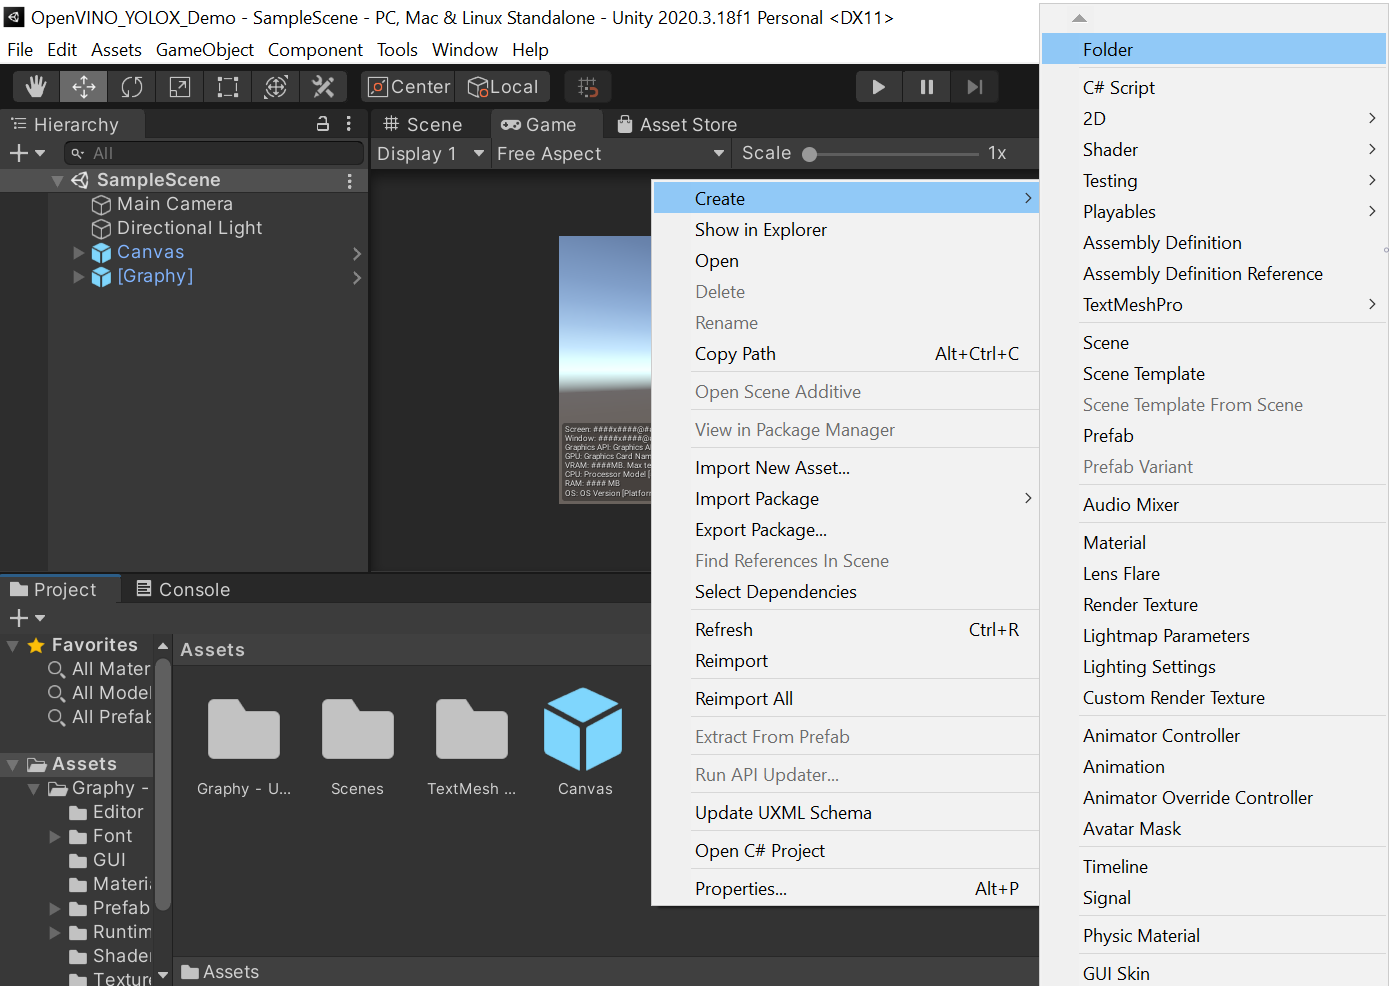 OpenVINO_YOLOX_Demo - SampleScene - PC, Mac & Linux Standalone - Unity 2020.3.18f1 Personal <DX11>
File Edit Assets GameObject Component Tools Window Help
Center Local
Hierarchy
All
SampleScene
Main Camera
Directional Light
Canvas
[Graphy]
Scene Game Asset Store
Display 1 Free Aspect Scale 1x
Screen: ####x####@##
Window: ####x####@
Graphics API: Graphics A
GPU: Graphics Card Nam
VRAM: ####MB. Max te
CPU: Processor Model [
RAM: #### MB
OS: OS Version [Platform
Project Console
Favorites
All Mater
All Model
All Prefab
Assets
Graphy -
Editor
Font
GUI
Materi
Prefab
Runtim
Shader
Texture
Assets
Graphy - U...
Scenes
TextMesh ...
Canvas
Assets
Create
Show in Explorer
Open
Delete
Rename
Copy Path Alt+Ctrl+C
Open Scene Additive
View in Package Manager
Import New Asset...
Import Package
Export Package...
Find References In Scene
Select Dependencies
Refresh Ctrl+R
Reimport
Reimport All
Extract From Prefab
Run API Updater...
Update UXML Schema
Open C# Project
Properties... Alt+P
Folder
C# Script
2D
Shader
Testing
Playables
Assembly Definition
Assembly Definition Reference
TextMeshPro
Scene
Scene Template
Scene Template From Scene
Prefab
Prefab Variant
Audio Mixer
Material
Lens Flare
Render Texture
Lightmap Parameters
Lighting Settings
Custom Render Texture
Animator Controller
Animation
Animator Override Controller
Avatar Mask
Timeline
Signal
Physic Material
GUI Skin